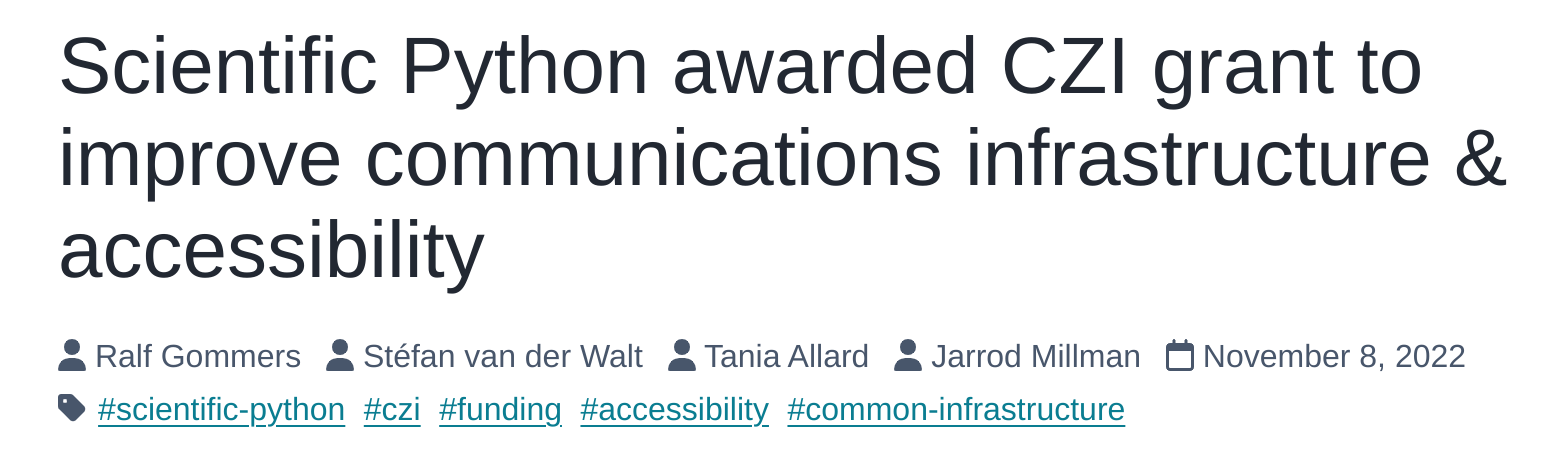 Scientific Python awarded CZI grant to
improve communications infrastructure &
accessibility
Ralf Gommers Stéfan van der Walt Tania Allard Jarrod Millman November 8, 2022
#scientific-python #czi #funding #accessibility #common-infrastructure